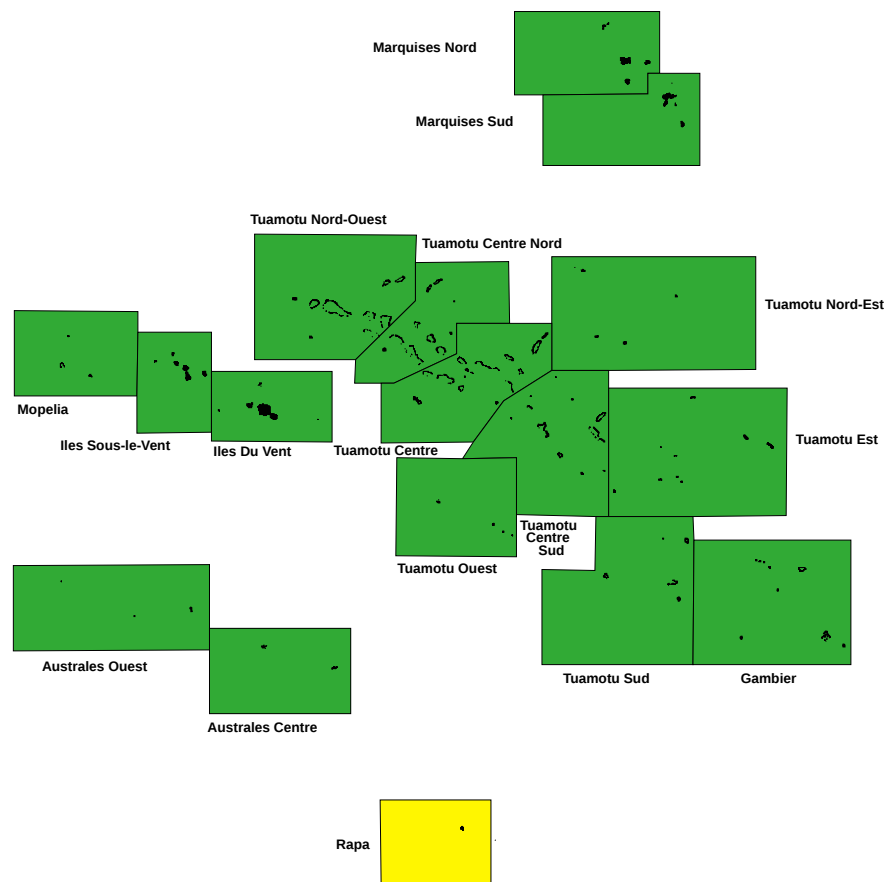 Marquises Nord
Marquises Sud
Tuamotu Nord-Ouest
Tuamotu Centre Nord
Tuamotu Nord-Est
Mopelia
Iles Sous-le-Vent
Iles Du Vent
Tuamotu Centre
Tuamotu Est
Tuamotu
Centre
Sud
Tuamotu Ouest
Australes Ouest
Tuamotu Sud
Gambier
Australes Centre
Rapa